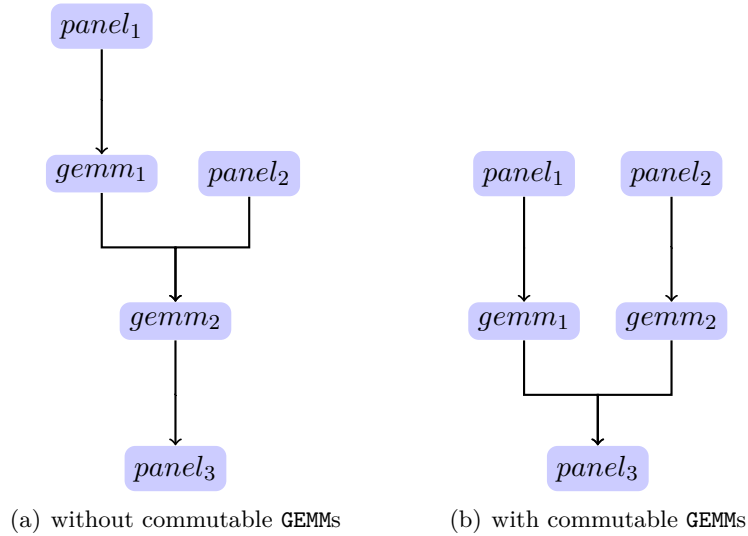 panel₁
gemm₁ panel₂
gemm₂
panel₃
(a) without commutable GEMMs
panel₁ panel₂
gemm₁ gemm₂
panel₃
(b) with commutable GEMMs